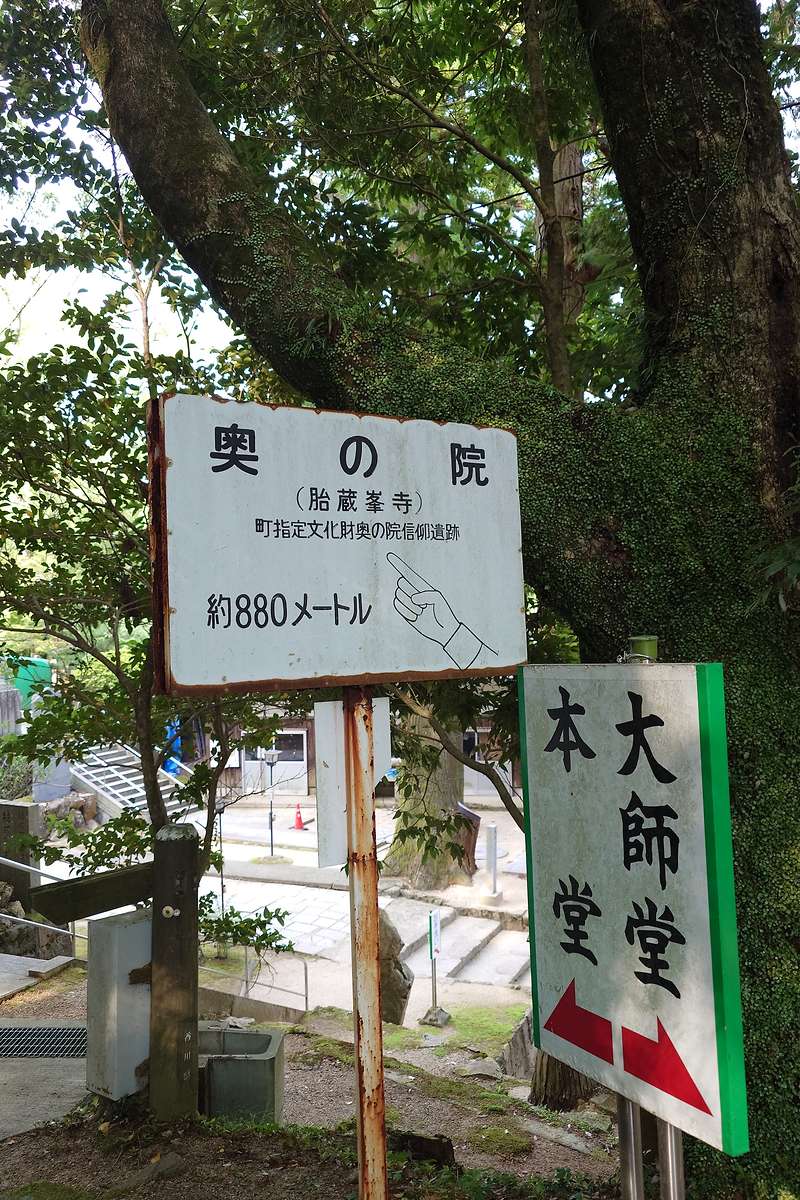 奥の院
（胎蔵峯寺）
町指定文化財奥の院信仰遺跡
約880メートル
大師堂
本堂